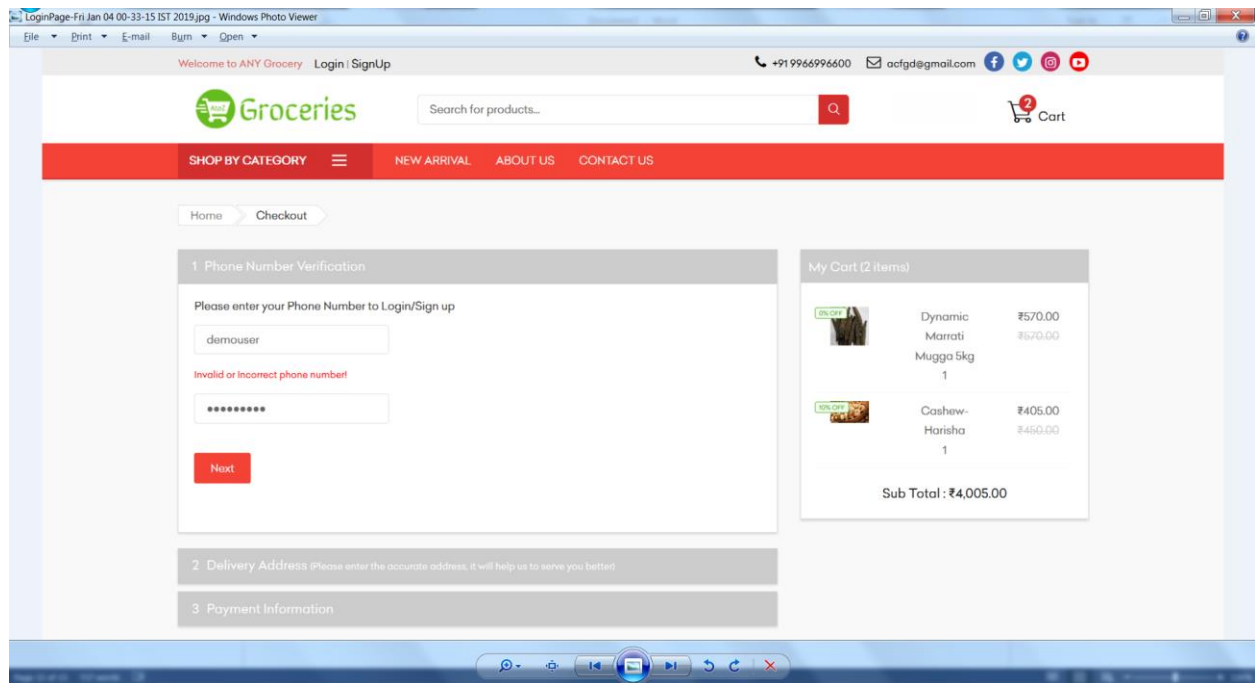 LoginPage-Fri Jan 04 00-33-15 IST 2019.jpg - Windows Photo Viewer
File Print E-mail Burn Open
Welcome to ANY Grocery Login | SignUp +91 9966996600 acfgd@gmail.com
AtoZ Groceries Search for products... 2 Cart
SHOP BY CATEGORY NEW ARRIVAL ABOUT US CONTACT US
Home Checkout
1 Phone Number Verification
Please enter your Phone Number to Login/Sign up
demouser
Invalid or Incorrect phone number!
•••••••••
Next
My Cart (2 items)
0% OFF Dynamic ₹570.00
Marrati ₹570.00
Mugga 5kg
1
10% OFF Cashew- ₹405.00
Harisha ₹450.00
1
Sub Total : ₹4,005.00
2 Delivery Address (Please enter the accurate address, it will help us to serve you better)
3 Payment Information